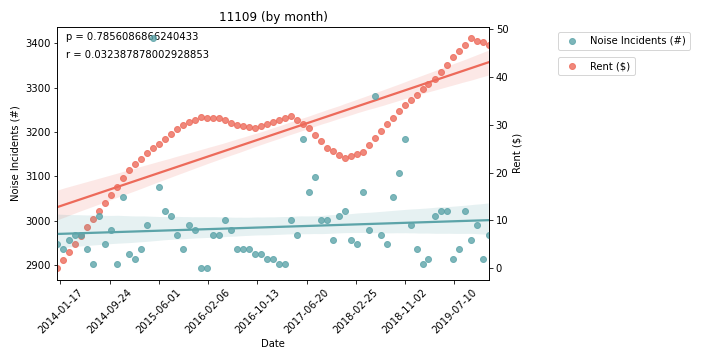 11109 (by month)
p = 0.7856086866240433
r = 0.032387878002928853
Noise Incidents (#)
Rent ($)
3400
3300
3200
3100
3000
2900
Noise Incidents (#)
50
40
30
20
10
0
Rent ($)
2014-01-17
2014-09-24
2015-06-01
2016-02-06
2016-10-13
2017-06-20
2018-02-25
2018-11-02
2019-07-10
Date